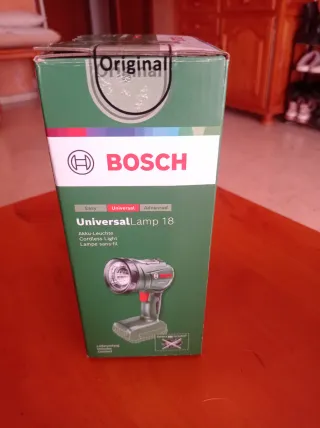 Original
BOSCH
Easy Universal Advanced
UniversalLamp 18
Akku-Leuchte
Cordless Light
Lampe sans-fil